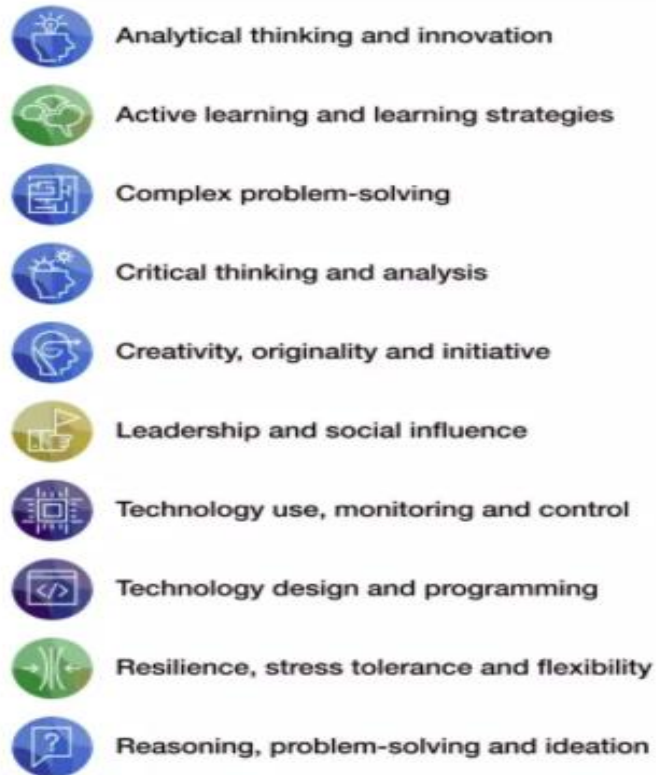 Analytical thinking and innovation
Active learning and learning strategies
Complex problem-solving
Critical thinking and analysis
Creativity, originality and initiative
Leadership and social influence
Technology use, monitoring and control
Technology design and programming
Resilience, stress tolerance and flexibility
Reasoning, problem-solving and ideation